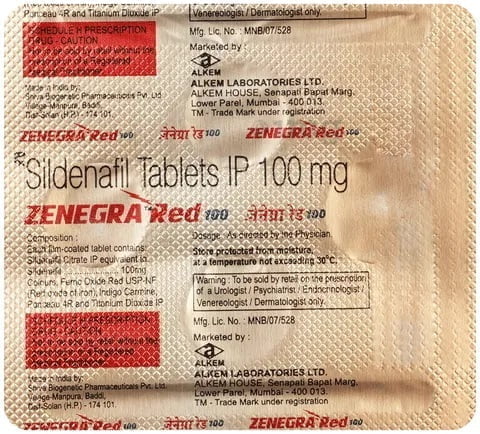 Ponceau 4R and Titanium Dioxide IP
Venereologist / Dermatologist only.
SCHEDULE H PRESCRIPTION
DRUG - CAUTION
Mfg. Lic. No. : MNB/07/528
Marketed by :
ALKEM
ALKEM LABORATORIES LTD.
ALKEM HOUSE, Senapati Bapat Marg,
Lower Parel, Mumbai - 400 013.
TM - Trade Mark under registration
Made in India by:
Pharmaceuticals Pvt. Ltd.
Village-Manpura, Baddi,
Dist-Solan (H.P.) - 174 101.
ZENEGRA Red 100 जेनेग्रा रेड 100 ZENEGRA Red 100
Sildenafil Tablets IP 100 mg
ZENEGRA Red 100 जेनेग्रा रेड 100
Composition :
Each film-coated tablet contains:
Sildenafil Citrate IP equivalent to
Sildenafil 100mg
Colours, Ferric Oxide Red USP-NF
(Red oxide of iron), Indigo Carmine,
Ponceau 4R and Titanium Dioxide IP
Dosage: As directed by the Physician.
Store protected from moisture,
at a temperature not exceeding 30°C.
Warning : To be sold by retail on the prescription
of a Urologist / Psychiatrist / Endocrinologist /
Venereologist / Dermatologist only.
Mfg. Lic. No. : MNB/07/528
Marketed by :
ALKEM
ALKEM LABORATORIES LTD.
ALKEM HOUSE, Senapati Bapat Marg,
Lower Parel, Mumbai - 400 013.
TM - Trade Mark under registration
Made in India by:
Biogenetic Pharmaceuticals Pvt. Ltd.
Village-Manpura, Baddi,
Dist-Solan (H.P.) - 174 101.
ZENEGRA Red 100 जेनेग्रा रेड 100 ZENEGRA Red 100